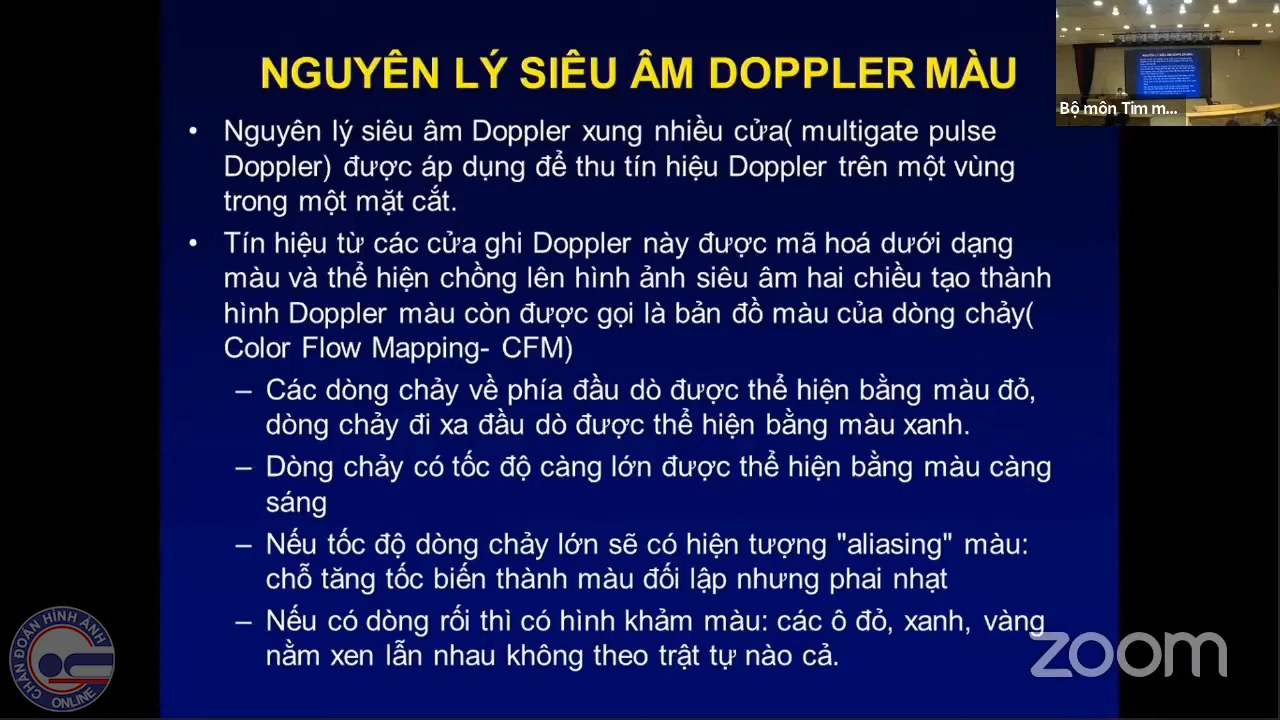 NGUYÊN LÝ SIÊU ÂM DOPPLER MÀU
• Nguyên lý siêu âm Doppler xung nhiều cửa( multigate pulse
Doppler) được áp dụng để thu tín hiệu Doppler trên một vùng
trong một mặt cắt.
• Tín hiệu từ các cửa ghi Doppler này được mã hoá dưới dạng
màu và thể hiện chồng lên hình ảnh siêu âm hai chiều tạo thành
hình Doppler màu còn được gọi là bản đồ màu của dòng chảy(
Color Flow Mapping- CFM)
– Các dòng chảy về phía đầu dò được thể hiện bằng màu đỏ,
dòng chảy đi xa đầu dò được thể hiện bằng màu xanh.
– Dòng chảy có tốc độ càng lớn được thể hiện bằng màu càng
sáng
– Nếu tốc độ dòng chảy lớn sẽ có hiện tượng "aliasing" màu:
chỗ tăng tốc biến thành màu đối lập nhưng phai nhạt
– Nếu có dòng rối thì có hình khảm màu: các ô đỏ, xanh, vàng
nằm xen lẫn nhau không theo trật tự nào cả.
Bộ môn Tim m...
zoom
CHẨN ĐOÁN HÌNH ẢNH
ONLINE